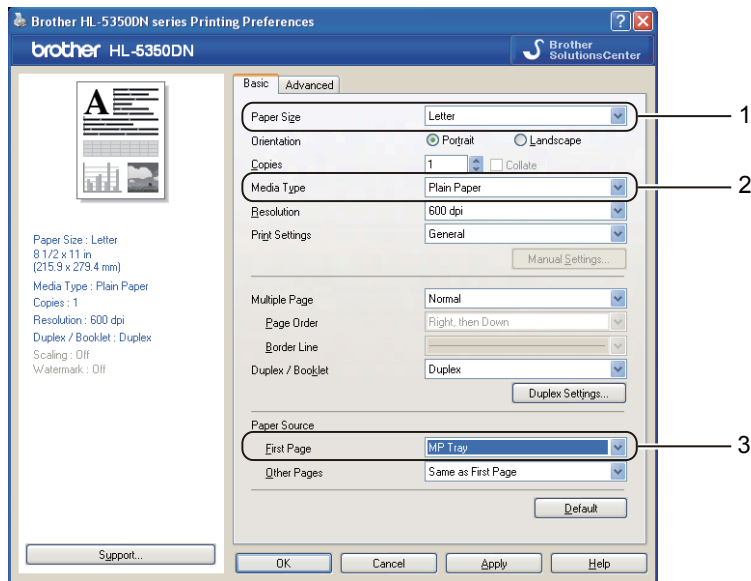 Brother HL-5350DN series Printing Preferences
brother HL-5350DN
Brother
SolutionsCenter
A
Basic Advanced
Paper Size Letter 1
Orientation Portrait Landscape
Copies 1 Collate
Media Type Plain Paper 2
Resolution 600 dpi
Print Settings General
Manual Settings...
Multiple Page Normal
Page Order Right, then Down
Border Line
Duplex / Booklet Duplex
Duplex Settings...
Paper Source
First Page MP Tray 3
Other Pages Same as First Page
Default
Paper Size : Letter
8 1/2 x 11 in
(215.9 x 279.4 mm)
Media Type : Plain Paper
Copies : 1
Resolution : 600 dpi
Duplex / Booklet : Duplex
Scaling : Off
Watermark : Off
Support...
OK Cancel Apply Help